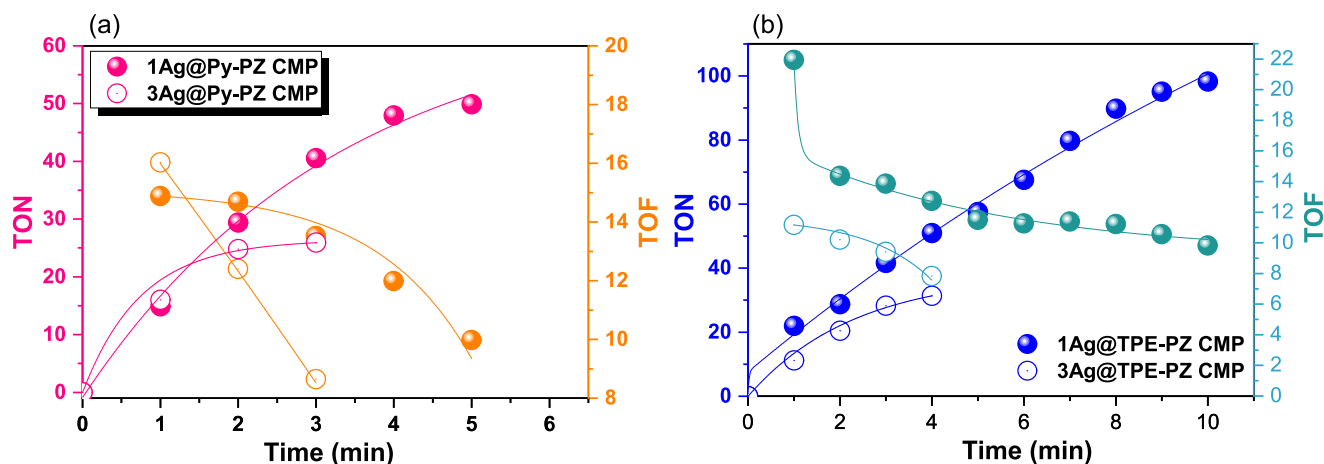 (a)
1Ag@Py-PZ CMP
3Ag@Py-PZ CMP
TON
60
50
40
30
20
10
0
TOF
20
18
16
14
12
10
8
0 1 2 3 4 5 6
Time (min)
(b)
TON
100
80
60
40
20
0
TOF
22
20
18
16
14
12
10
8
6
4
2
0
1Ag@TPE-PZ CMP
3Ag@TPE-PZ CMP
0 2 4 6 8 10
Time (min)